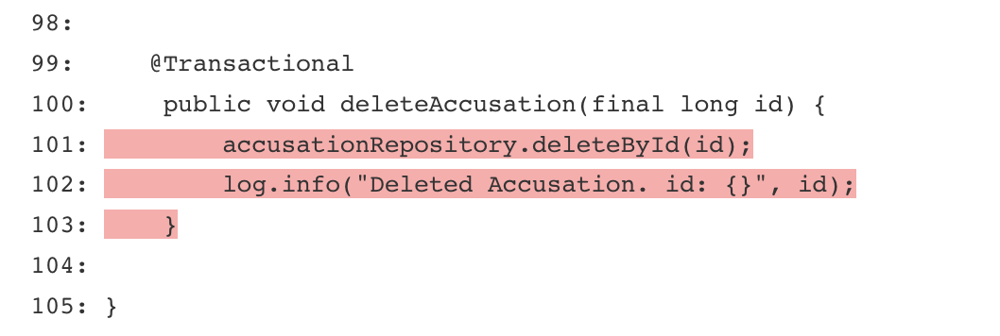 98:
99:     @Transactional
100:     public void deleteAccusation(final long id) {
101:         accusationRepository.deleteById(id);
102:         log.info("Deleted Accusation. id: {}", id);
103:     }
104:
105: }